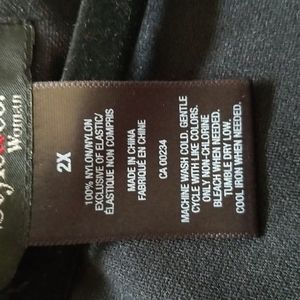 Style&co
Woman
2X
100% NYLON/NYLON
EXCLUSIVE OF ELASTIC/
ÉLASTIQUE NON COMPRIS
MADE IN CHINA
FABRIQUÉ EN CHINE
CA 00234
MACHINE WASH COLD, GENTLE
CYCLE WITH LIKE COLORS.
ONLY NON-CHLORINE
BLEACH WHEN NEEDED.
TUMBLE DRY LOW.
COOL IRON WHEN NEEDED.